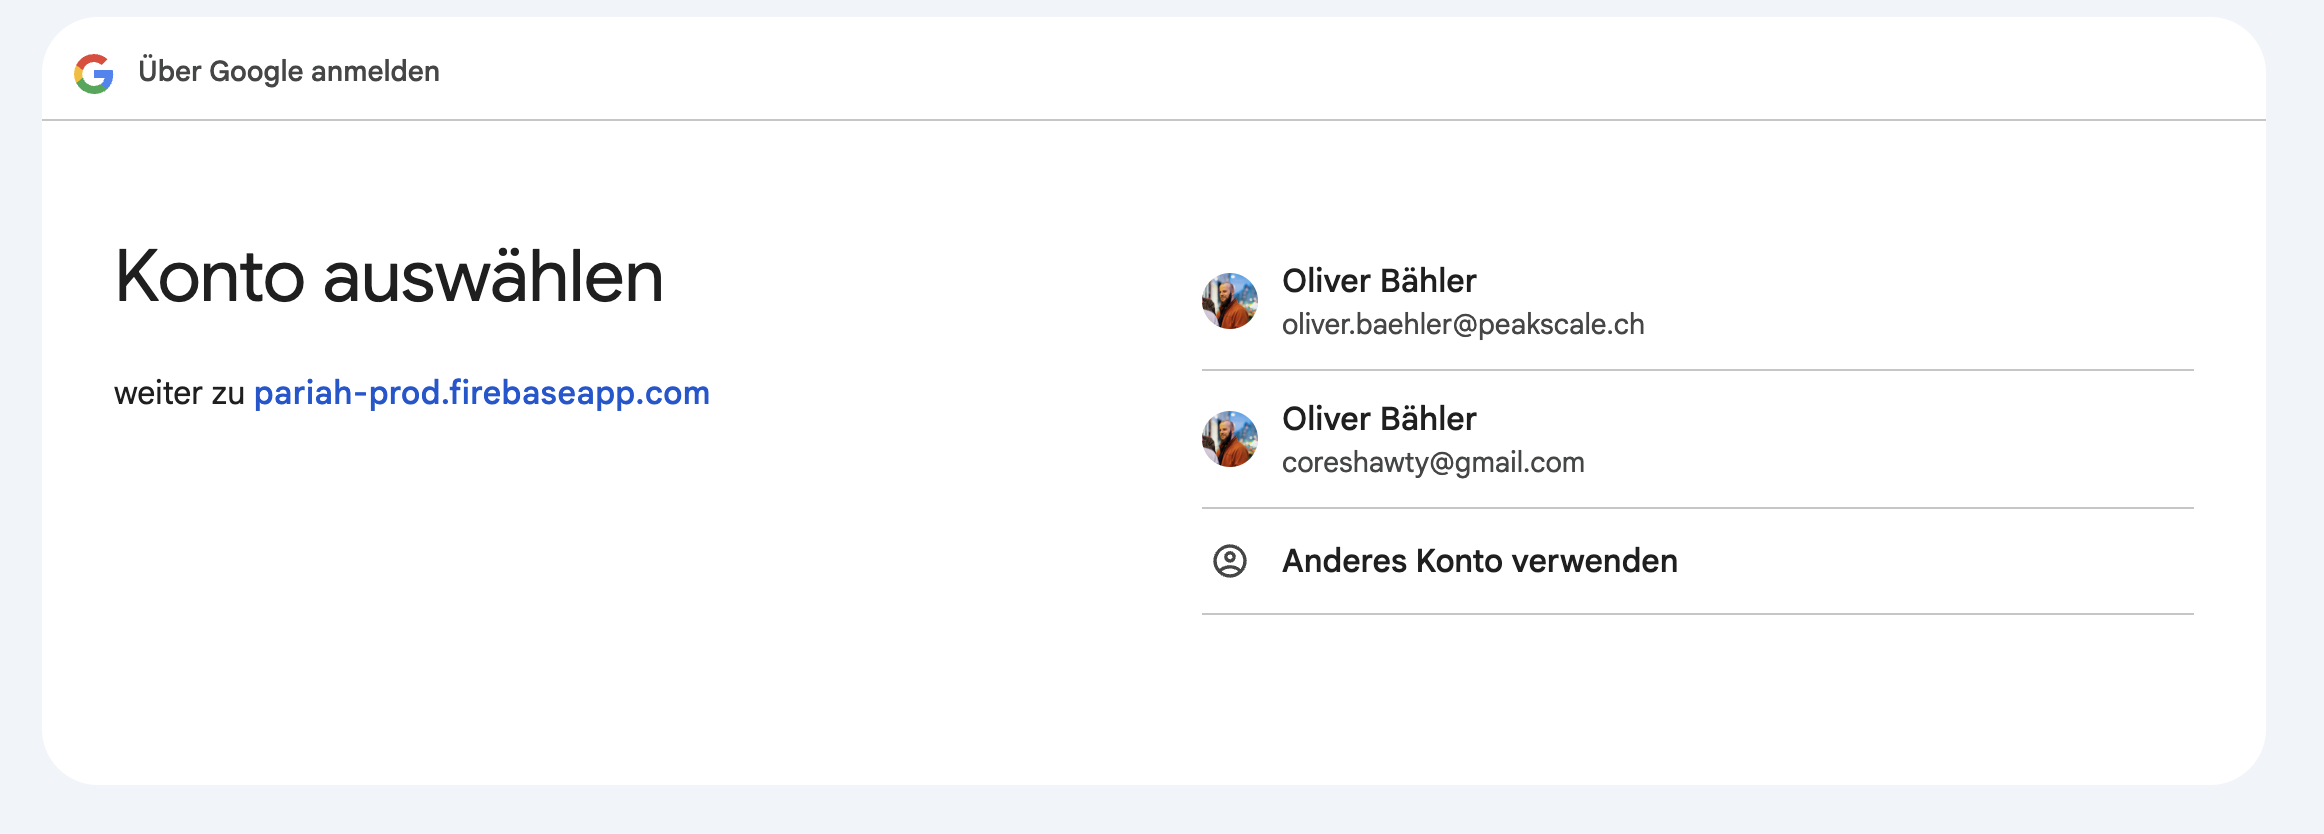 Über Google anmelden
Konto auswählen
weiter zu pariah-prod.firebaseapp.com
Oliver Bähler
oliver.baehler@peakscale.ch
Oliver Bähler
coreshawty@gmail.com
Anderes Konto verwenden